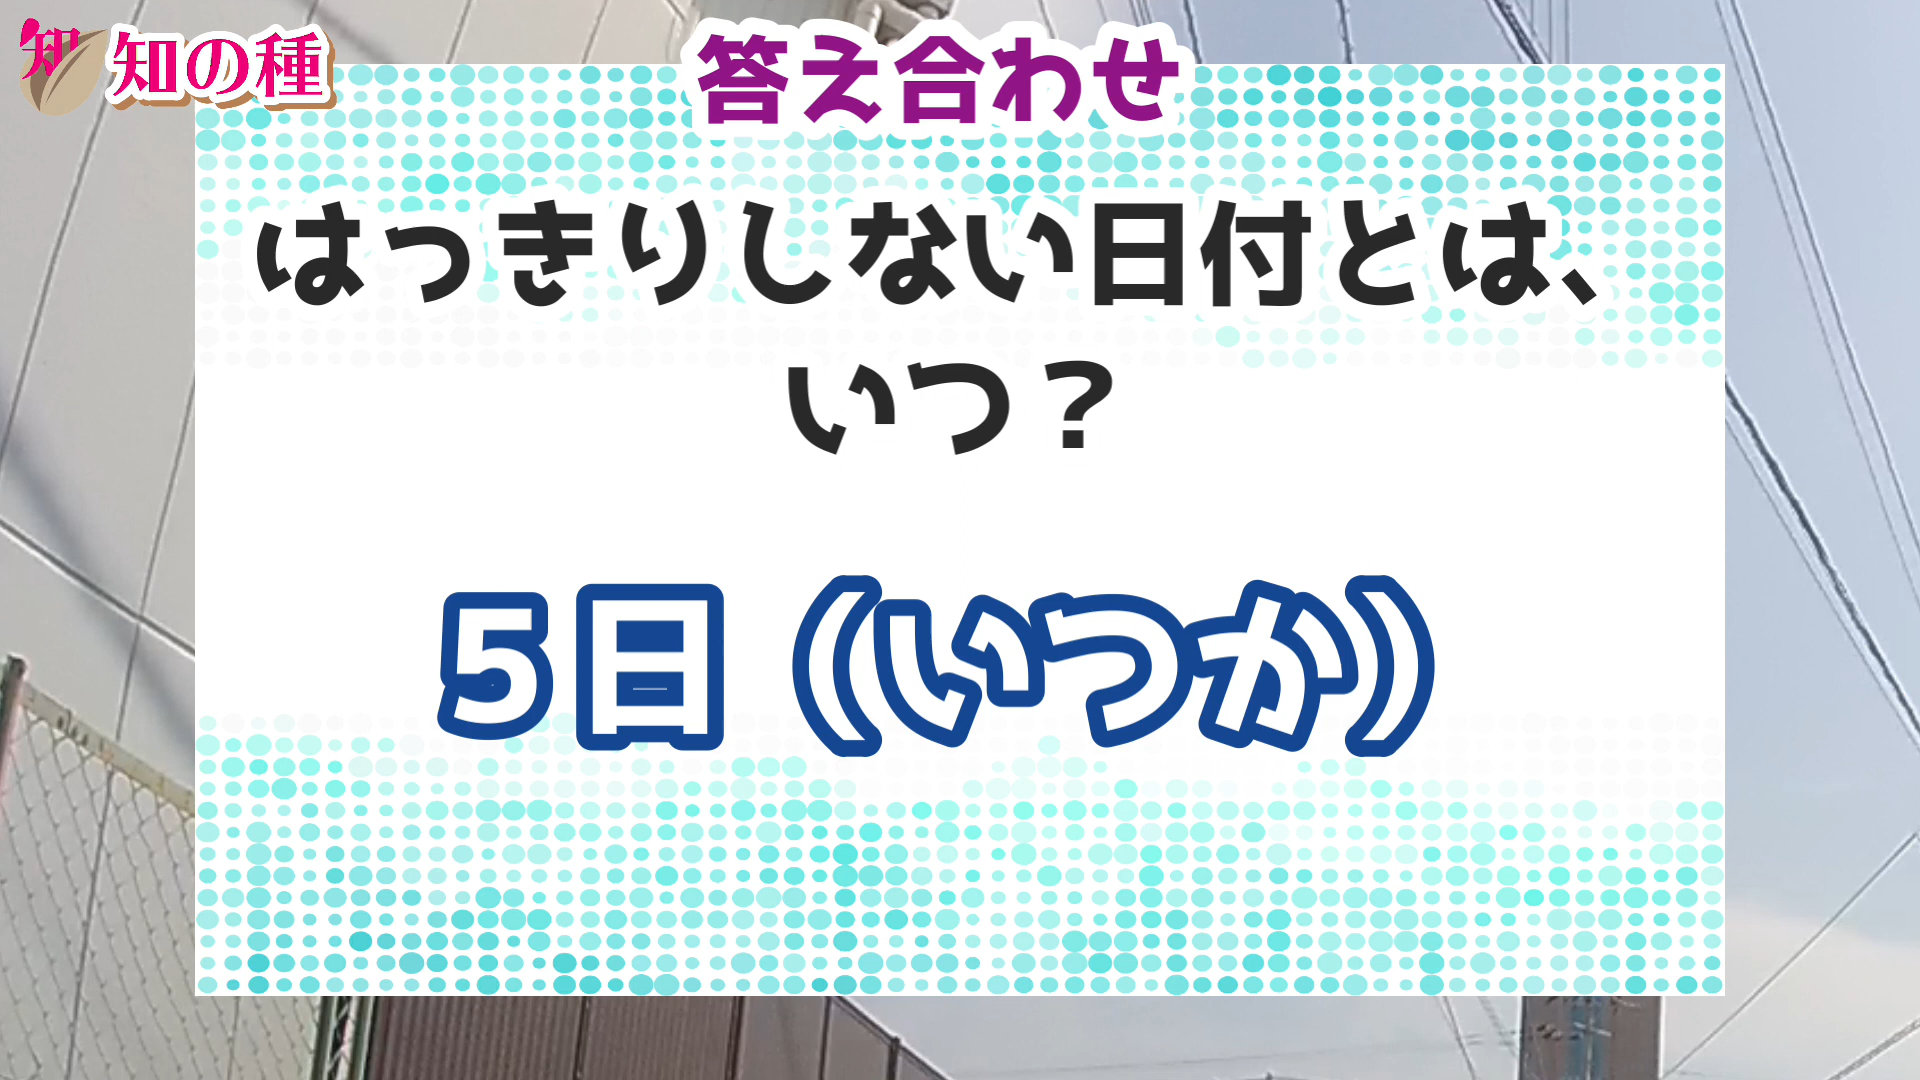 知 知の種
答え合わせ
はっきりしない日付とは、
いつ？
５日（いつか）